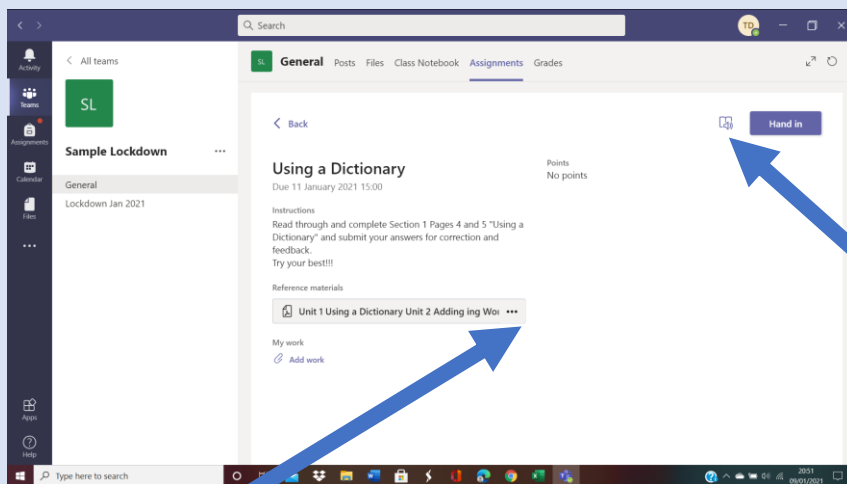 Search
TD
Activity
Teams
Assignments
Calendar
Files
Apps
Help
All teams
SL
Sample Lockdown
General
Lockdown Jan 2021
SL
General Posts Files Class Notebook Assignments Grades
Back
Hand in
Using a Dictionary
Due 11 January 2021 15:00
Points
No points
Instructions
Read through and complete Section 1 Pages 4 and 5 "Using a
Dictionary" and submit your answers for correction and
feedback.
Try your best!!!
Reference materials
Unit 1 Using a Dictionary Unit 2 Adding ing
My work
Add work
Type here to search
20:51
09/01/2021